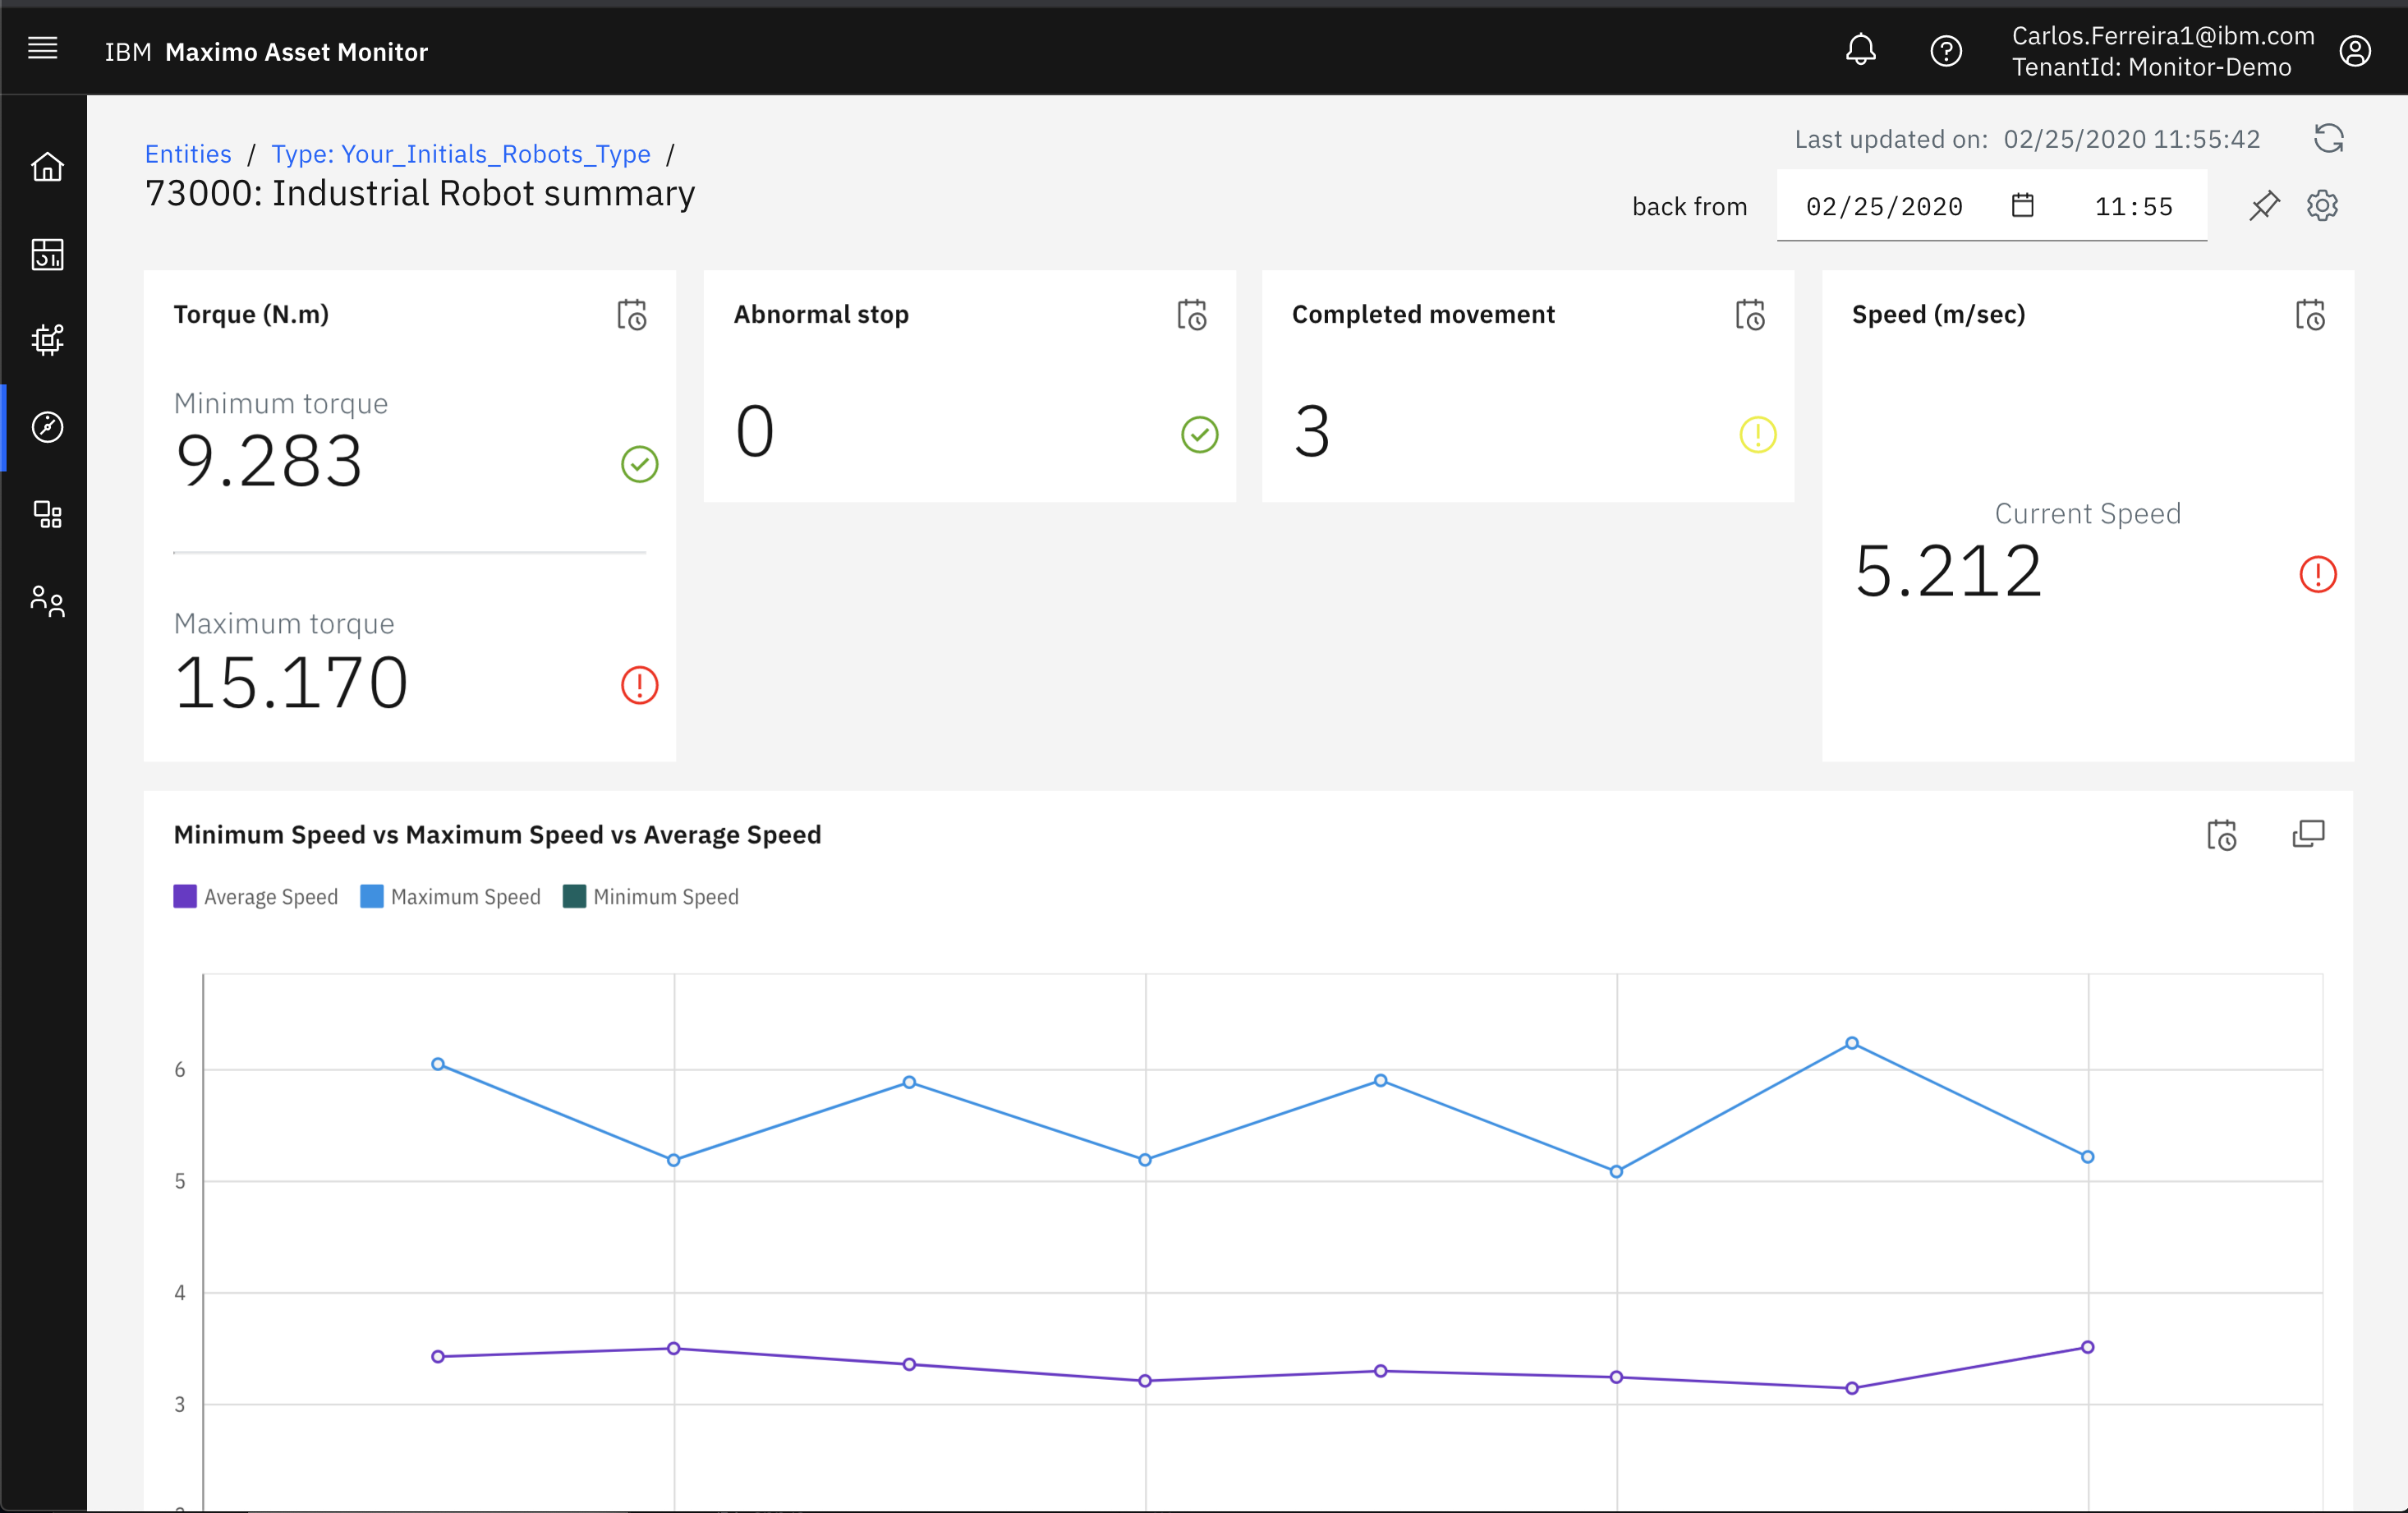 IBM Maximo Asset Monitor
Carlos.Ferreira1@ibm.com
TenantId: Monitor-Demo
Entities / Type: Your_Initials_Robots_Type /
73000: Industrial Robot summary
Last updated on: 02/25/2020 11:55:42
back from 02/25/2020 11:55
Torque (N.m)
Minimum torque
9.283
Maximum torque
15.170
Abnormal stop
0
Completed movement
3
Speed (m/sec)
Current Speed
5.212
Minimum Speed vs Maximum Speed vs Average Speed
Average Speed Maximum Speed Minimum Speed
6
5
4
3